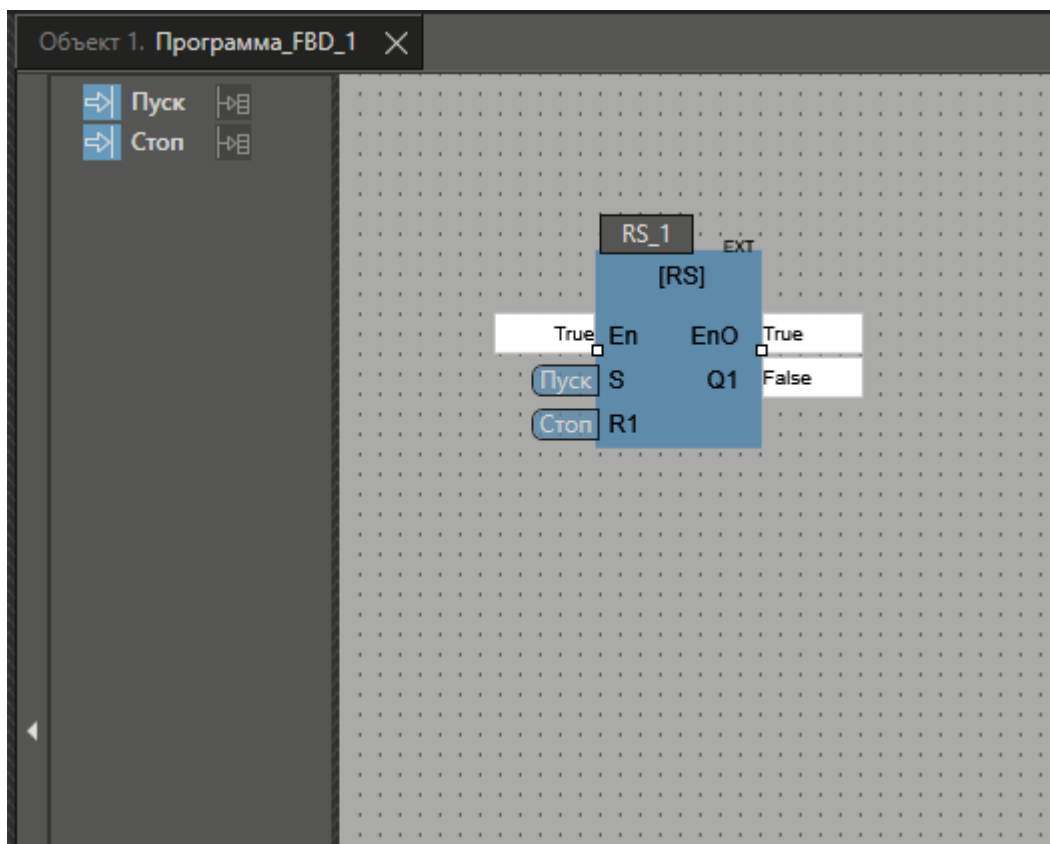 Объект 1. Программа_FBD_1
Пуск
Стоп
RS_1
EXT
[RS]
True En EnO True
Пуск S Q1 False
Стоп R1